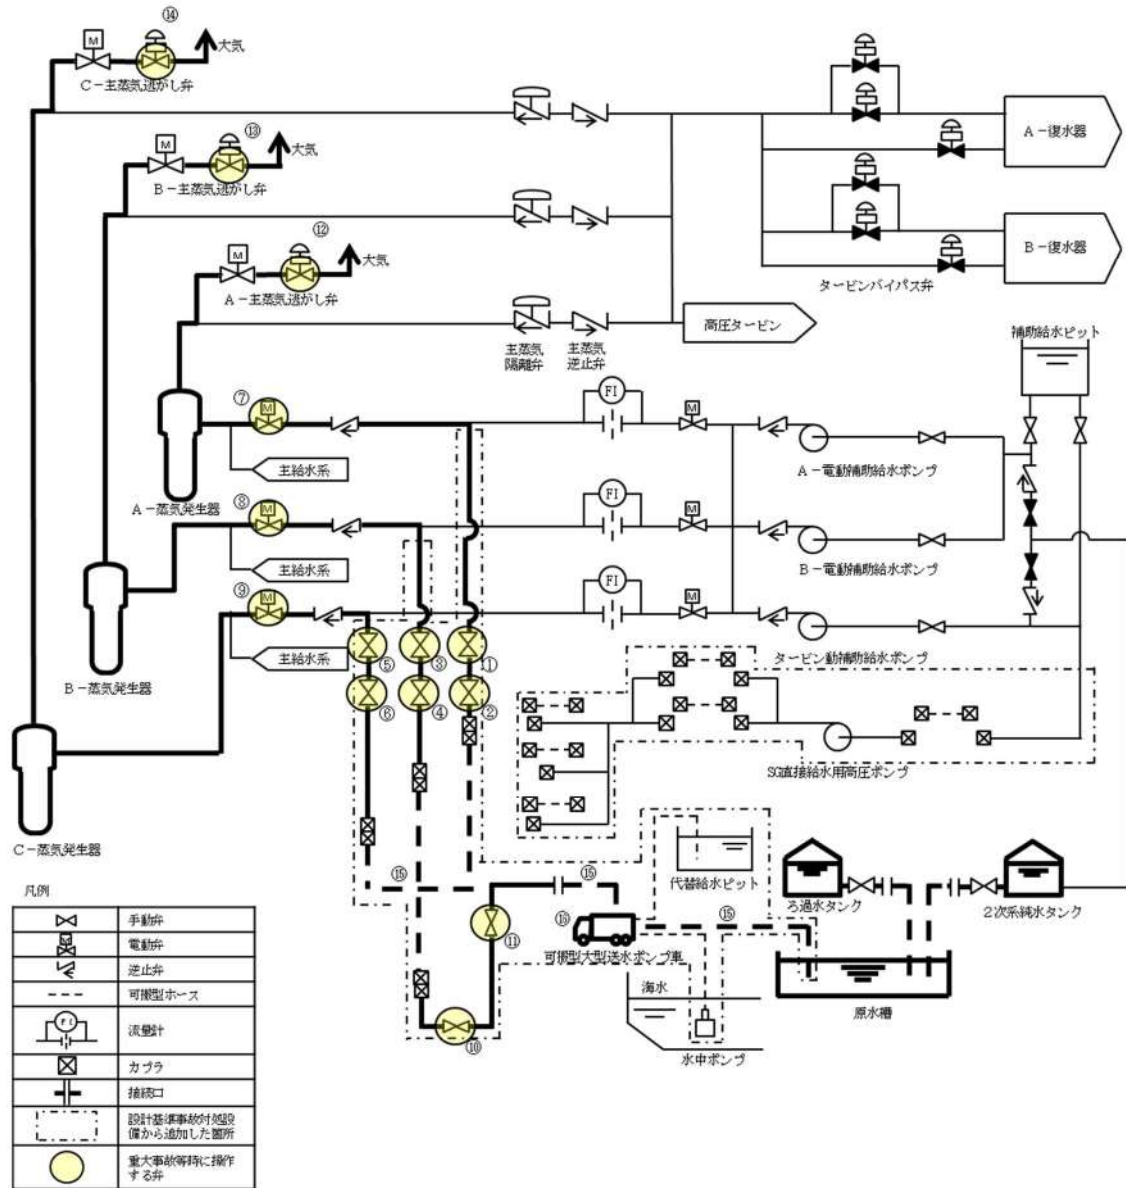 ⑭
M
大気
C－主蒸気逃がし弁
⑬
M
大気
B－主蒸気逃がし弁
⑫
M
大気
A－主蒸気逃がし弁
A－復水器
B－復水器
タービンバイパス弁
高圧タービン
主蒸気
隔離弁
主蒸気
逆止弁
補助給水ピット
⑦
M
FI
M
主給水系
A－電動補助給水ポンプ
A－蒸気発生器
⑧
M
FI
M
主給水系
B－電動補助給水ポンプ
⑨
M
FI
M
主給水系
タービン動補助給水ポンプ
B－蒸気発生器
⑤
③
①
⑥
④
②
SG直接給水用高圧ポンプ
C－蒸気発生器
⑮
⑮
代替給水ピット
ろ過水タンク
2次系純水タンク
⑪
⑯
⑮
可搬型大型送水ポンプ車
海水
原水槽
⑩
水中ポンプ
凡例
手動弁
M
電動弁
逆止弁
可搬型ホース
FI
流量計
カプラ
接続口
設計基準事故対処設
備から追加した箇所
重大事故等時に操作
する弁